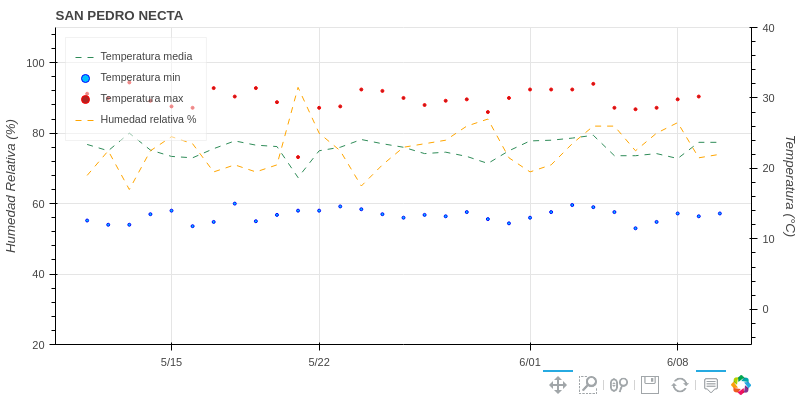 SAN PEDRO NECTA
Temperatura media
Temperatura min
Temperatura max
Humedad relativa %
Humedad Relativa (%)
100
80
60
40
20
40
30
20
10
0
Temperatura (°C)
5/15
5/22
6/01
6/08